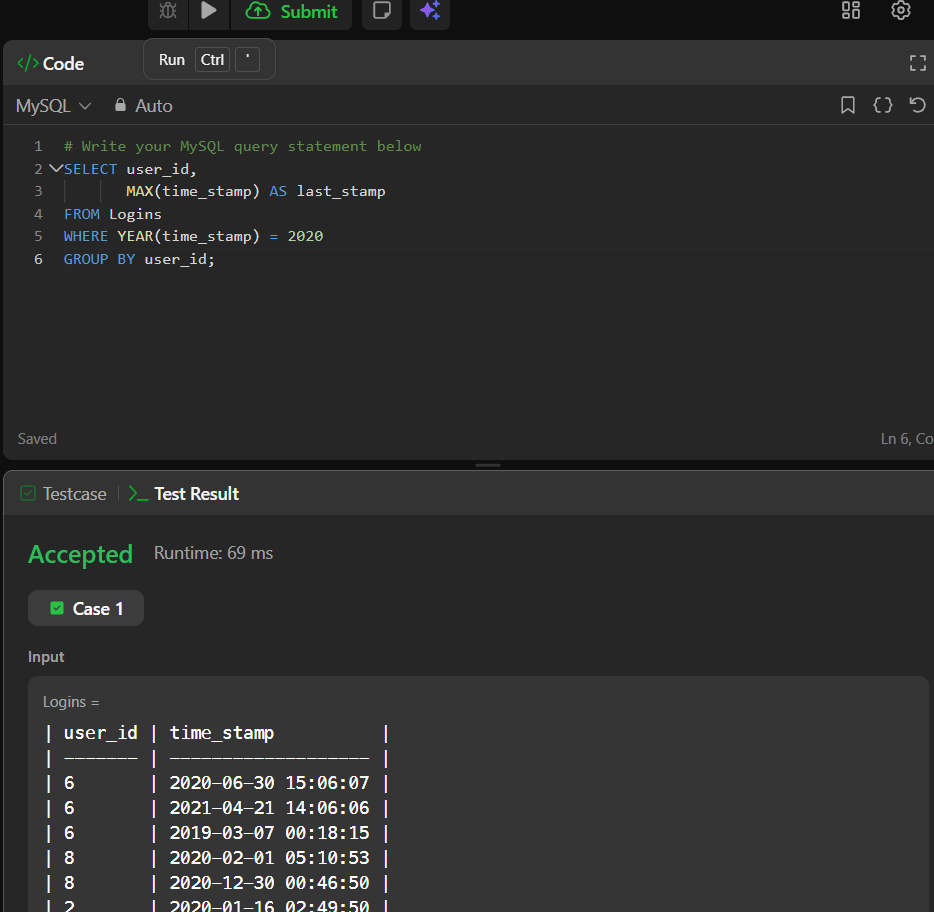 Submit
</> Code
Run Ctrl '
MySQL Auto
1 # Write your MySQL query statement below
2 SELECT user_id,
3 MAX(time_stamp) AS last_stamp
4 FROM Logins
5 WHERE YEAR(time_stamp) = 2020
6 GROUP BY user_id;
Saved
Ln 6, Co
Testcase
Test Result
Accepted Runtime: 69 ms
Case 1
Input
Logins =
| user_id | time_stamp |
| ------- | ------------------- |
| 6 | 2020-06-30 15:06:07 |
| 6 | 2021-04-21 14:06:06 |
| 6 | 2019-03-07 00:18:15 |
| 8 | 2020-02-01 05:10:53 |
| 8 | 2020-12-30 00:46:50 |
| 2 | 2020-01-16 02:49:50 |